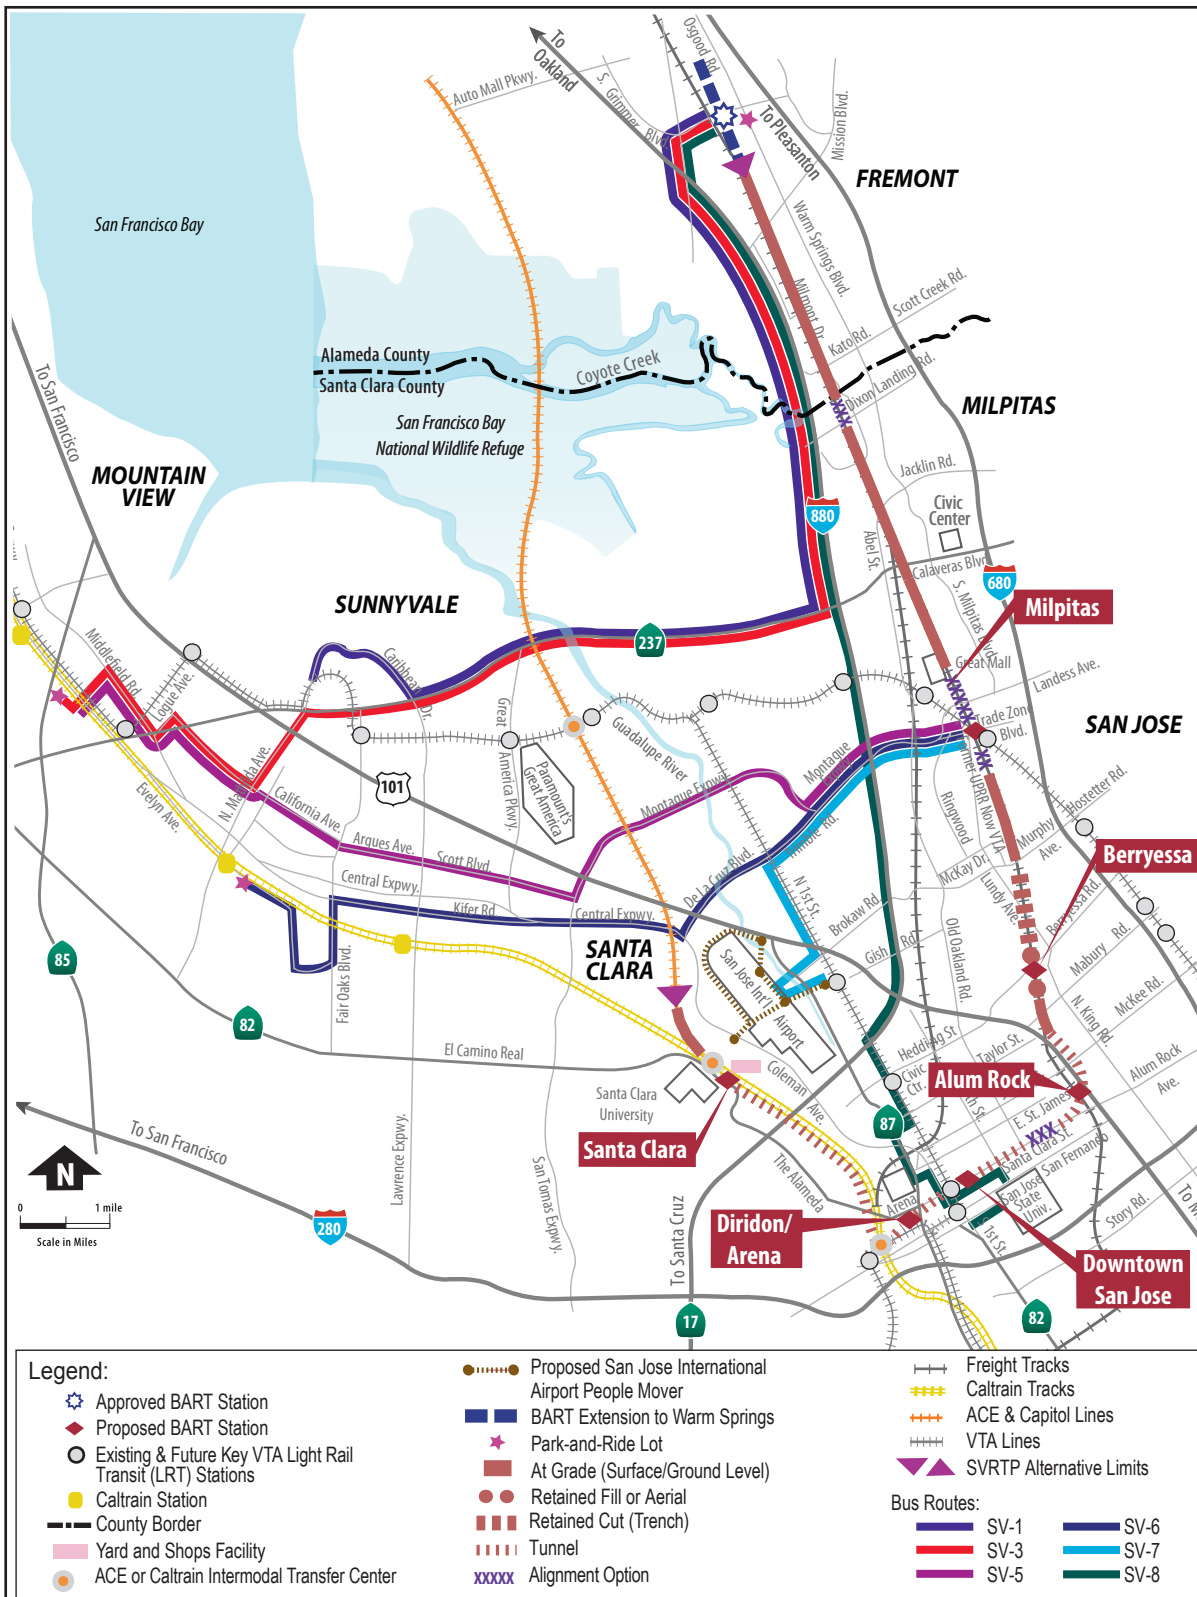 To
Oakland
Osgood Rd.
Auto Mall Pkwy.
S. Grimmer Blvd.
To Pleasanton
Mission Blvd.
FREMONT
San Francisco Bay
Warm Springs Blvd.
Milmont Dr.
Scott Creek Rd.
Kato Rd.
Dixon Landing Rd.
Alameda County
Santa Clara County
Coyote Creek
To San Francisco
San Francisco Bay
National Wildlife Refuge
MILPITAS
MOUNTAIN
VIEW
Jacklin Rd.
Civic
Center
880
Abel St.
Calaveras Blvd.
680
SUNNYVALE
S. Milpitas Blvd.
Milpitas
237
Middlefield Rd.
Logue Ave.
Caribbean Dr.
Great Mall
Landess Ave.
Great
America Pkwy.
Guadalupe River
Trade Zone
Blvd.
SAN JOSE
Montague
Expwy.
Paramount's
Great America
101
N. Mathilda Ave.
Evelyn Ave.
California Ave.
Montague Expwy.
Former UPRR Now VTA
Hostetter Rd.
Ringwood
Murphy
Ave.
Arques Ave.
Scott Blvd.
Trimble Rd.
McKay Dr.
Berryessa
Central Expwy.
De La Cruz Blvd.
N 1st St.
Lundy Ave.
Berryessa Rd.
Kifer Rd.
Central Expwy.
Brokaw Rd.
SANTA
CLARA
Gish Rd.
Old Oakland Rd.
Mabury Rd.
San Jose Int'l
Airport
McKee Rd.
85
Fair Oaks Blvd.
N. King Rd.
82
El Camino Real
Hedding St
Taylor St.
Civic
Ctr.
Alum Rock
Alum Rock
Ave.
Coleman Ave.
Santa Clara
University
E. St. James
87
To San Francisco
Lawrence Expwy.
Santa Clara
Santa Clara St.
San Fernando
N
San Tomas Expwy.
The Alameda
San Jose
State
Univ.
0 1 mile
Scale in Miles
280
To Santa Cruz
Diridon/
Arena
Arena
Story Rd.
1st St.
Downtown
San Jose
17
82
Legend:
Approved BART Station
Proposed BART Station
Existing & Future Key VTA Light Rail
Transit (LRT) Stations
Caltrain Station
County Border
Yard and Shops Facility
ACE or Caltrain Intermodal Transfer Center
Proposed San Jose International
Airport People Mover
BART Extension to Warm Springs
Park-and-Ride Lot
At Grade (Surface/Ground Level)
Retained Fill or Aerial
Retained Cut (Trench)
Tunnel
XXXXX Alignment Option
Freight Tracks
Caltrain Tracks
ACE & Capitol Lines
VTA Lines
SVRTP Alternative Limits
Bus Routes:
SV-1
SV-3
SV-5
SV-6
SV-7
SV-8